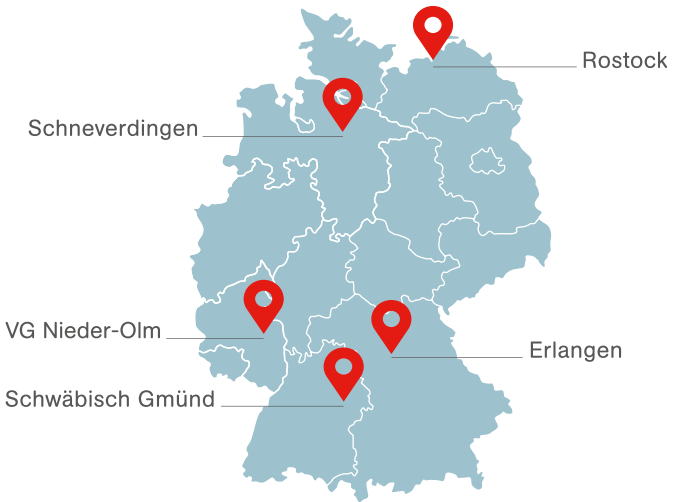 Rostock
Schneverdingen
VG Nieder-Olm
Erlangen
Schwäbisch Gmünd